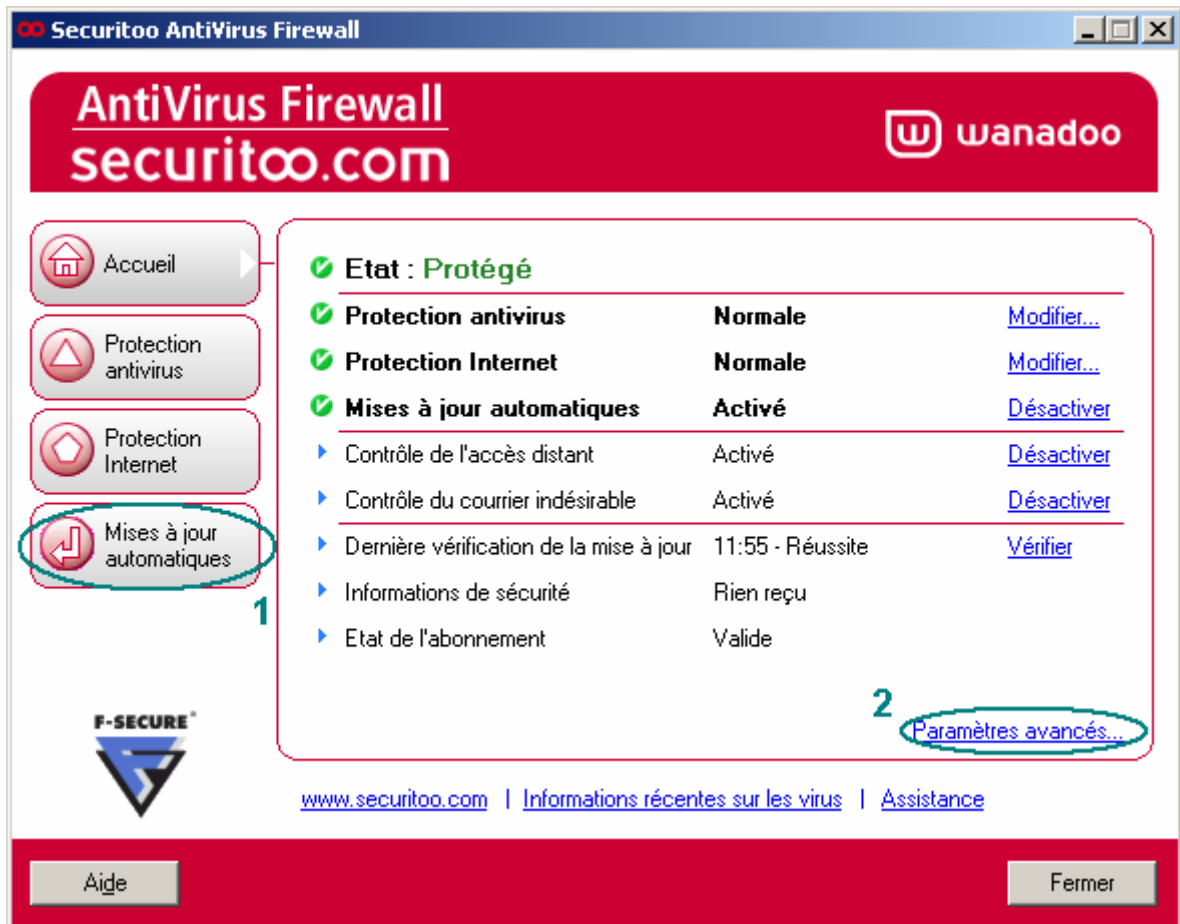 Securitoo AntiVirus Firewall
AntiVirus Firewall
securitoo.com
wanadoo
Accueil
Protection
antivirus
Protection
Internet
Mises à jour
automatiques
1
Etat : Protégé
Protection antivirus Normale Modifier...
Protection Internet Normale Modifier...
Mises à jour automatiques Activé Désactiver
Contrôle de l'accès distant Activé Désactiver
Contrôle du courrier indésirable Activé Désactiver
Dernière vérification de la mise à jour 11:55 - Réussite Vérifier
Informations de sécurité Rien reçu
Etat de l'abonnement Valide
2
Paramètres avancés...
F-SECURE®
www.securitoo.com | Informations récentes sur les virus | Assistance
Aide
Fermer